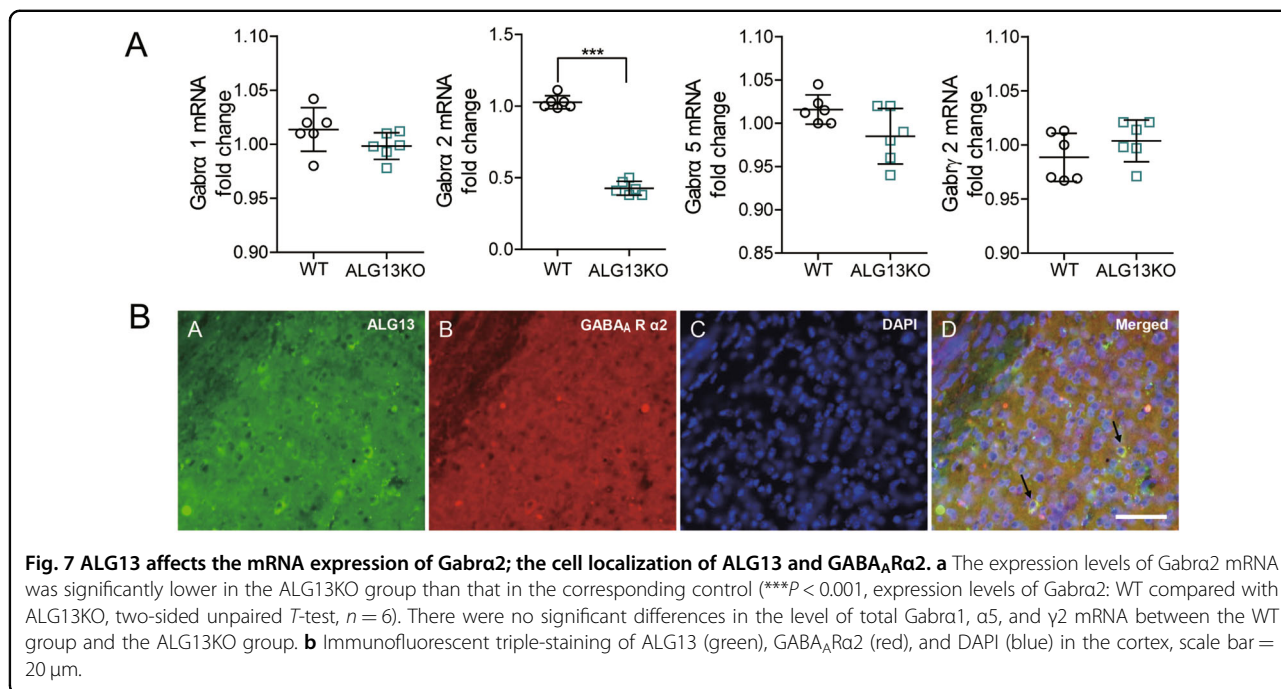 A
Gabrα 1 mRNA
fold change
1.10
1.05
1.00
0.95
0.90
WT
ALG13KO
Gabrα 2 mRNA
fold change
1.5
1.0
0.5
0.0
***
WT
ALG13KO
Gabrα 5 mRNA
fold change
1.10
1.05
1.00
0.95
0.90
0.85
WT
ALG13KO
Gabrγ 2 mRNA
fold change
1.10
1.05
1.00
0.95
0.90
WT
ALG13KO
B
A
ALG13
B
GABAA R α2
C
DAPI
D
Merged
Fig. 7 ALG13 affects the mRNA expression of Gabrα2; the cell localization of ALG13 and GABAARα2. a The expression levels of Gabrα2 mRNA
was significantly lower in the ALG13KO group than that in the corresponding control (***P < 0.001, expression levels of Gabrα2: WT compared with
ALG13KO, two-sided unpaired T-test, n = 6). There were no significant differences in the level of total Gabrα1, α5, and γ2 mRNA between the WT
group and the ALG13KO group. b Immunofluorescent triple-staining of ALG13 (green), GABAARα2 (red), and DAPI (blue) in the cortex, scale bar =
20 μm.